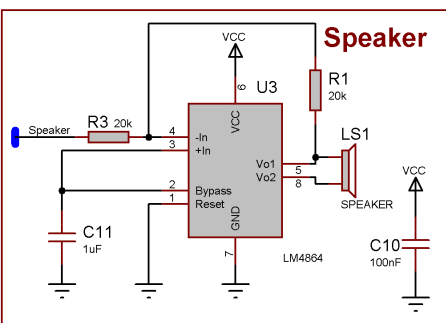 Speaker
VCC
R1
20k
U3
R3 20k
Speaker
6
VCC
4
-In
3
+In
LS1
Vo1
5
Vo2
8
2
Bypass
1
Reset
SPEAKER
VCC
GND
7
C11
1uF
LM4864
C10
100nF